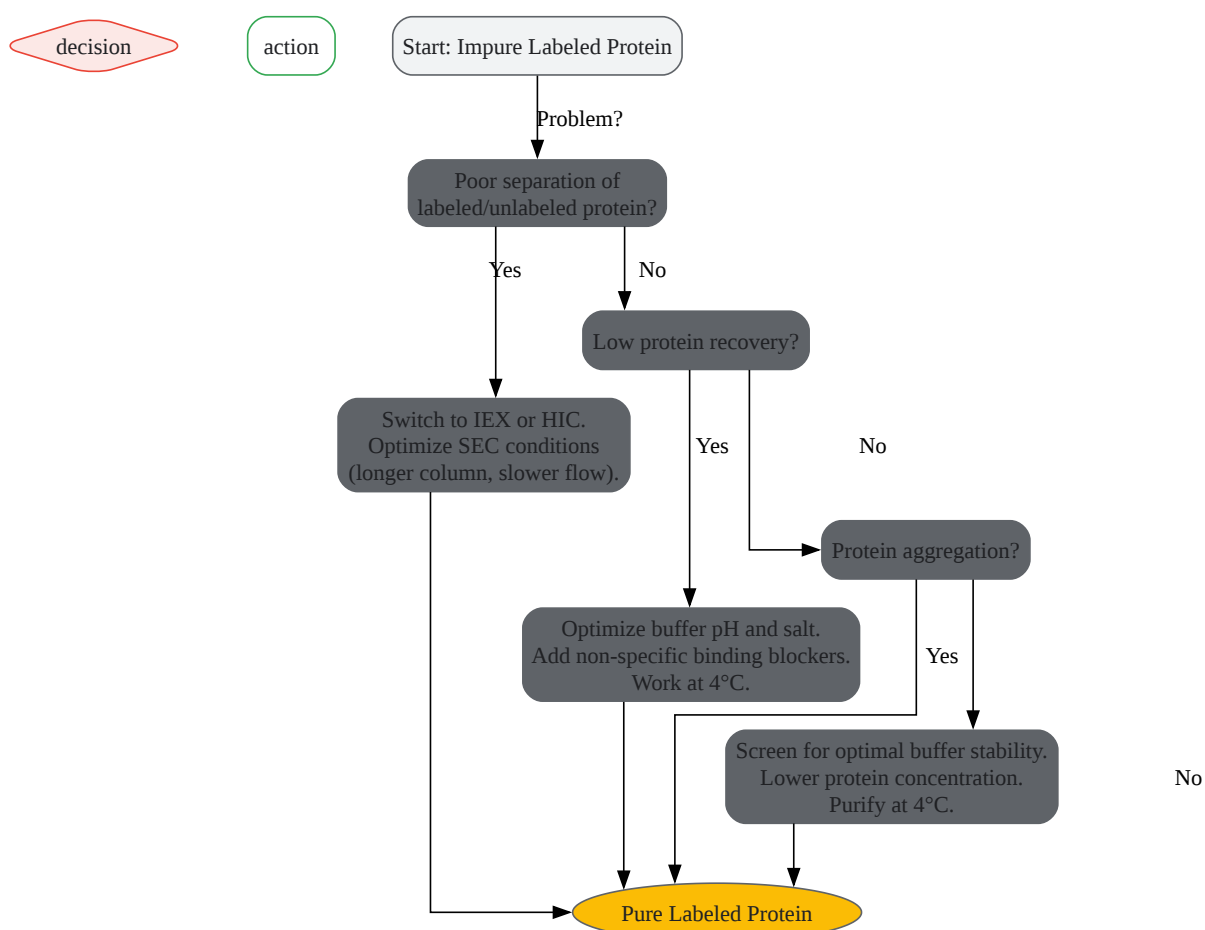 decision
action
Start: Impure Labeled Protein
Problem?
Poor separation of
labeled/unlabeled protein?
Yes
No
Low protein recovery?
Switch to IEX or HIC.
Optimize SEC conditions
(longer column, slower flow).
Yes
No
Protein aggregation?
Optimize buffer pH and salt.
Add non-specific binding blockers.
Work at 4°C.
Yes
Screen for optimal buffer stability.
Lower protein concentration.
Purify at 4°C.
No
Pure Labeled Protein